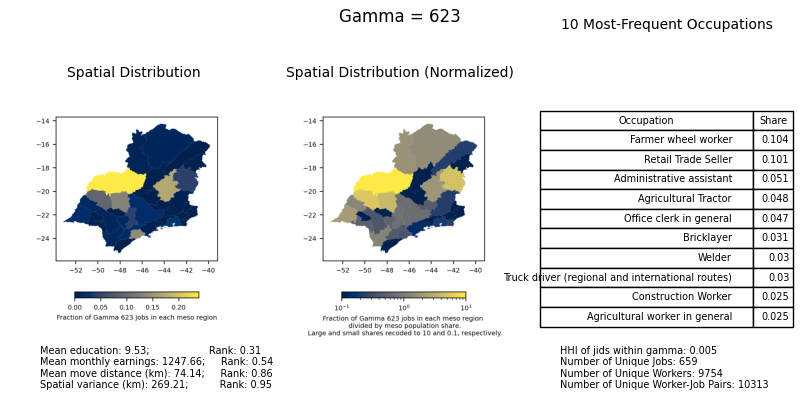 Gamma = 623
10 Most-Frequent Occupations
Spatial Distribution
Spatial Distribution (Normalized)
−14
−16
−18
−20
−22
−24
−52 −50 −48 −46 −44 −42 −40
0.00 0.05 0.10 0.15 0.20
Fraction of Gamma 623 jobs in each meso region
−14
−16
−18
−20
−22
−24
−52 −50 −48 −46 −44 −42 −40
10⁻¹ 10⁰ 10¹
Fraction of Gamma 623 jobs in each meso region
divided by meso population share.
Large and small shares recoded to 10 and 0.1, respectively.
Occupation Share
Farmer wheel worker 0.104
Retail Trade Seller 0.101
Administrative assistant 0.051
Agricultural Tractor 0.048
Office clerk in general 0.047
Bricklayer 0.031
Welder 0.03
Truck driver (regional and international routes) 0.03
Construction Worker 0.025
Agricultural worker in general 0.025
Mean education: 9.53; Rank: 0.31
Mean monthly earnings: 1247.66; Rank: 0.54
Mean move distance (km): 74.14; Rank: 0.86
Spatial variance (km): 269.21; Rank: 0.95
HHI of jids within gamma: 0.005
Number of Unique Jobs: 659
Number of Unique Workers: 9754
Number of Unique Worker-Job Pairs: 10313